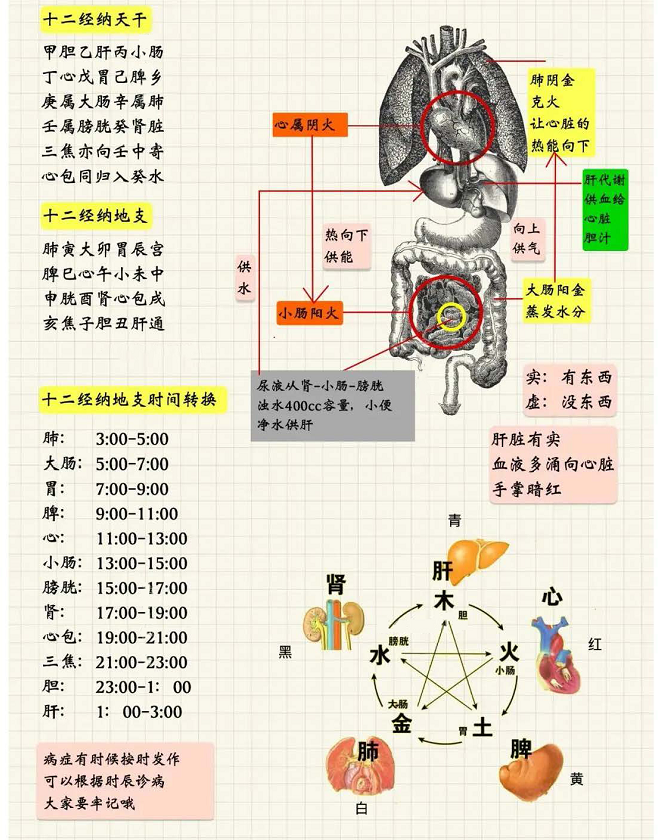 十二经纳天干
甲胆乙肝丙小肠
丁心戊胃己脾乡
庚属大肠辛属肺
壬属膀胱癸肾脏
三焦亦向壬中寄
心包同归入癸水
十二经纳地支
肺寅大卯胃辰宫
脾巳心午小未中
申胱酉肾心包戌
亥焦子胆丑肝通
十二经纳地支时间转换
肺: 3:00-5:00
大肠: 5:00-7:00
胃: 7:00-9:00
脾: 9:00-11:00
心: 11:00-13:00
小肠: 13:00-15:00
膀胱: 15:00-17:00
肾: 17:00-19:00
心包: 19:00-21:00
三焦: 21:00-23:00
胆: 23:00-1: 00
肝: 1: 00-3:00
病症有时候按时发作
可以根据时辰诊病
大家要牢记哦
心属阴火
肺阴金
克火
让心脏的
热能向下
肝代谢
供血给
心脏
胆汁
热向下
供能
向上
供气
供
水
小肠阳火
大肠阳金
蒸发水分
尿液从肾-小肠-膀胱
浊水400cc容量, 小便
净水供肝
实: 有东西
虚: 没东西
肝脏有实
血液多涌向心脏
手掌暗红
青
肝
木
胆
肾
黑
水
膀胱
心
红
火
小肠
大肠
金
肺
白
胃
土
脾
黄